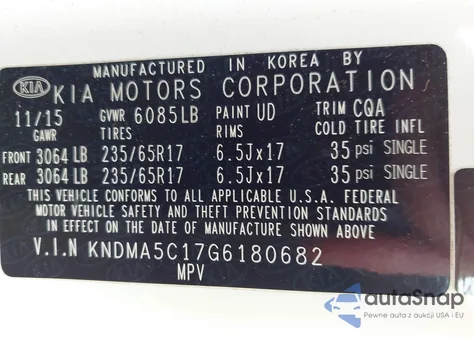 MANUFACTURED IN KOREA BY
KIA KIA MOTORS CORPORATION
11/15 GVWR 6085LB PAINT UD TRIM CQA
GAWR TIRES RIMS COLD TIRE INFL
FRONT 3064 LB 235/65R17 6.5Jx17 35 psi SINGLE
REAR 3064 LB 235/65R17 6.5Jx17 35 psi SINGLE
THIS VEHICLE CONFORMS TO ALL APPLICABLE U.S.A. FEDERAL
MOTOR VEHICLE SAFETY AND THEFT PREVENTION STANDARDS
IN EFFECT ON THE DATE OF MANUFACTURE SHOWN ABOVE.
V.I.N KNDMA5C17G6180682
MPV
autoSnap
Pewne auta z aukcji USA i EU